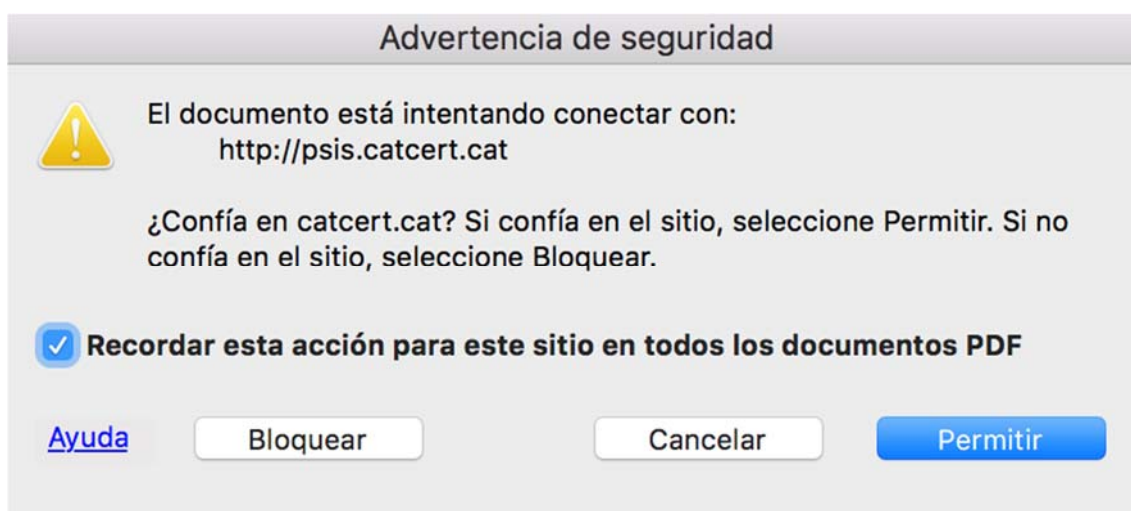 Advertencia de seguridad
El documento está intentando conectar con:
http://psis.catcert.cat
¿Confía en catcert.cat? Si confía en el sitio, seleccione Permitir. Si no
confía en el sitio, seleccione Bloquear.
Recordar esta acción para este sitio en todos los documentos PDF
Ayuda
Bloquear
Cancelar
Permitir